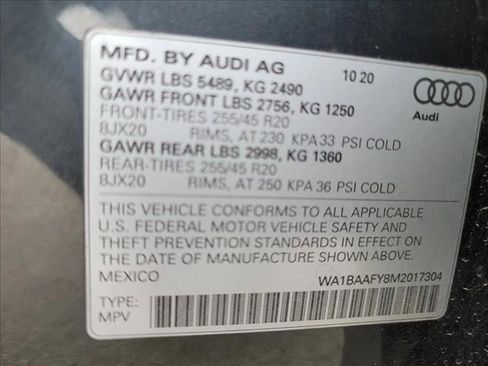 MFD. BY AUDI AG 10 20
GVWR LBS 5489, KG 2490
GAWR FRONT LBS 2756, KG 1250
FRONT-TIRES 255/45 R20
8JX20 RIMS, AT 230 KPA 33 PSI COLD
GAWR REAR LBS 2998, KG 1360
REAR-TIRES 255/45 R20
8JX20 RIMS, AT 250 KPA 36 PSI COLD
Audi
THIS VEHICLE CONFORMS TO ALL APPLICABLE
U.S. FEDERAL MOTOR VEHICLE SAFETY AND
THEFT PREVENTION STANDARDS IN EFFECT ON
THE DATE OF MANUFACTURE SHOWN ABOVE.
MEXICO WA1BAAFY8M2017304
TYPE:
MPV